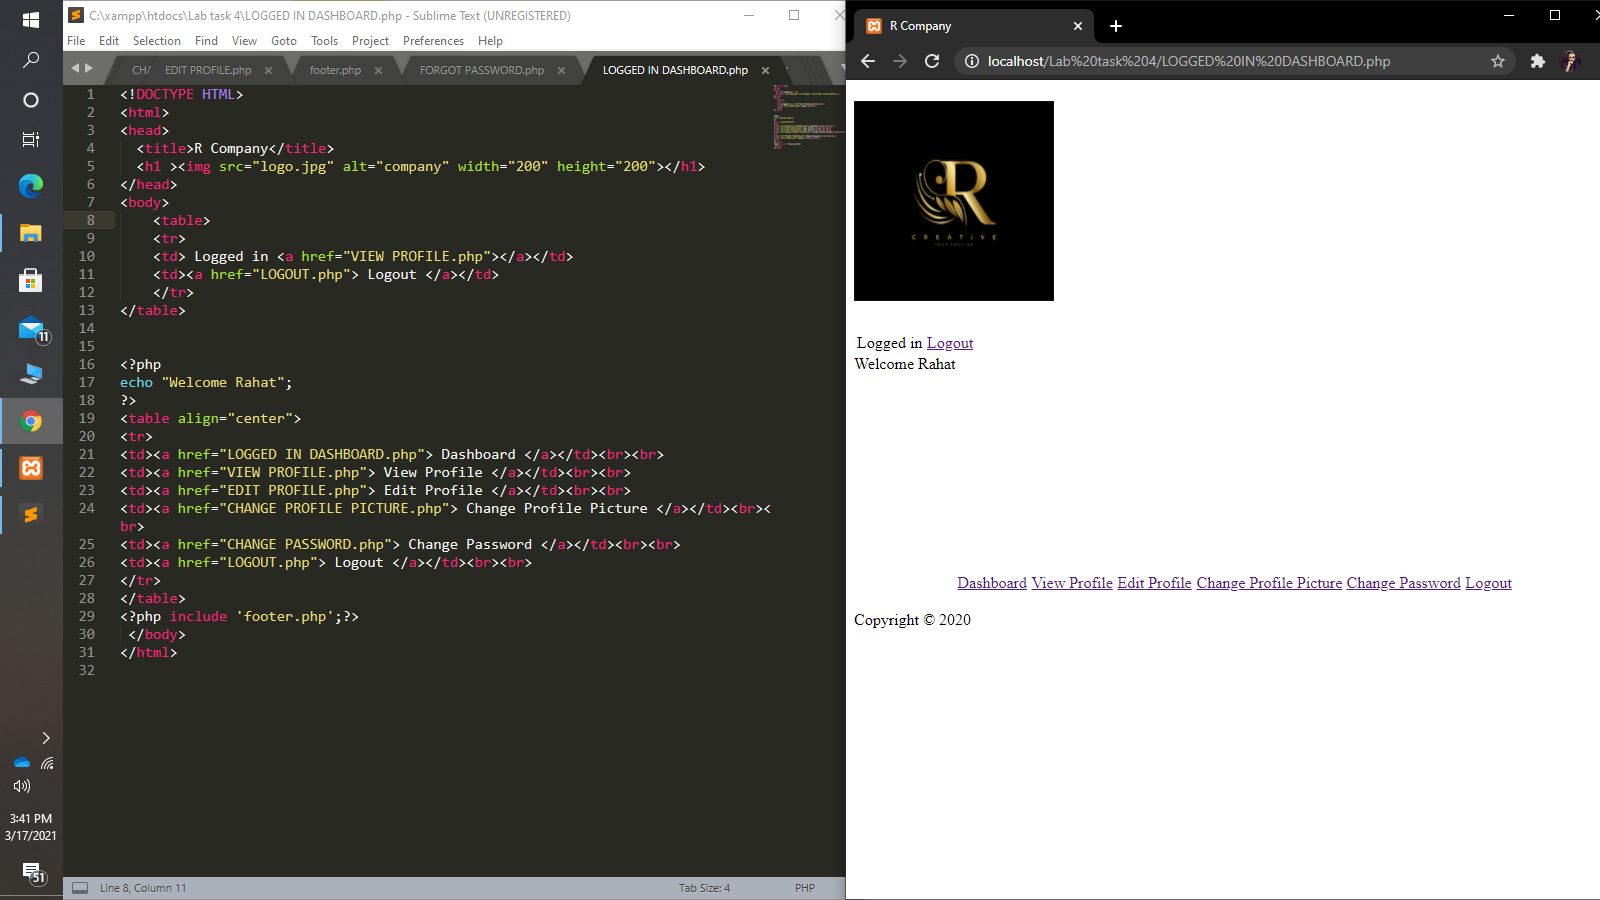 C:\xampp\htdocs\Lab task 4\LOGGED IN DASHBOARD.php - Sublime Text (UNREGISTERED)
File Edit Selection Find View Goto Tools Project Preferences Help
CH/ EDIT PROFILE.php footer.php FORGOT PASSWORD.php LOGGED IN DASHBOARD.php
1 <!DOCTYPE HTML>
2 <html>
3 <head>
4 <title>R Company</title>
5 <h1 ><img src="logo.jpg" alt="company" width="200" height="200"></h1>
6 </head>
7 <body>
8 <table>
9 <tr>
10 <td> Logged in <a href="VIEW PROFILE.php"></a></td>
11 <td><a href="LOGOUT.php"> Logout </a></td>
12 </tr>
13 </table>
14
15
16 <?php
17 echo "Welcome Rahat";
18 ?>
19 <table align="center">
20 <tr>
21 <td><a href="LOGGED IN DASHBOARD.php"> Dashboard </a></td><br><br>
22 <td><a href="VIEW PROFILE.php"> View Profile </a></td><br><br>
23 <td><a href="EDIT PROFILE.php"> Edit Profile </a></td><br><br>
24 <td><a href="CHANGE PROFILE PICTURE.php"> Change Profile Picture </a></td><br><
br>
25 <td><a href="CHANGE PASSWORD.php"> Change Password </a></td><br><br>
26 <td><a href="LOGOUT.php"> Logout </a></td><br><br>
27 </tr>
28 </table>
29 <?php include 'footer.php';?>
30 </body>
31 </html>
32
Line 8, Column 11 Tab Size: 4 PHP
11
3:41 PM
3/17/2021
51
R Company
localhost/Lab%20task%204/LOGGED%20IN%20DASHBOARD.php
R
CREATIVE
Logged in Logout
Welcome Rahat
Dashboard View Profile Edit Profile Change Profile Picture Change Password Logout
Copyright © 2020